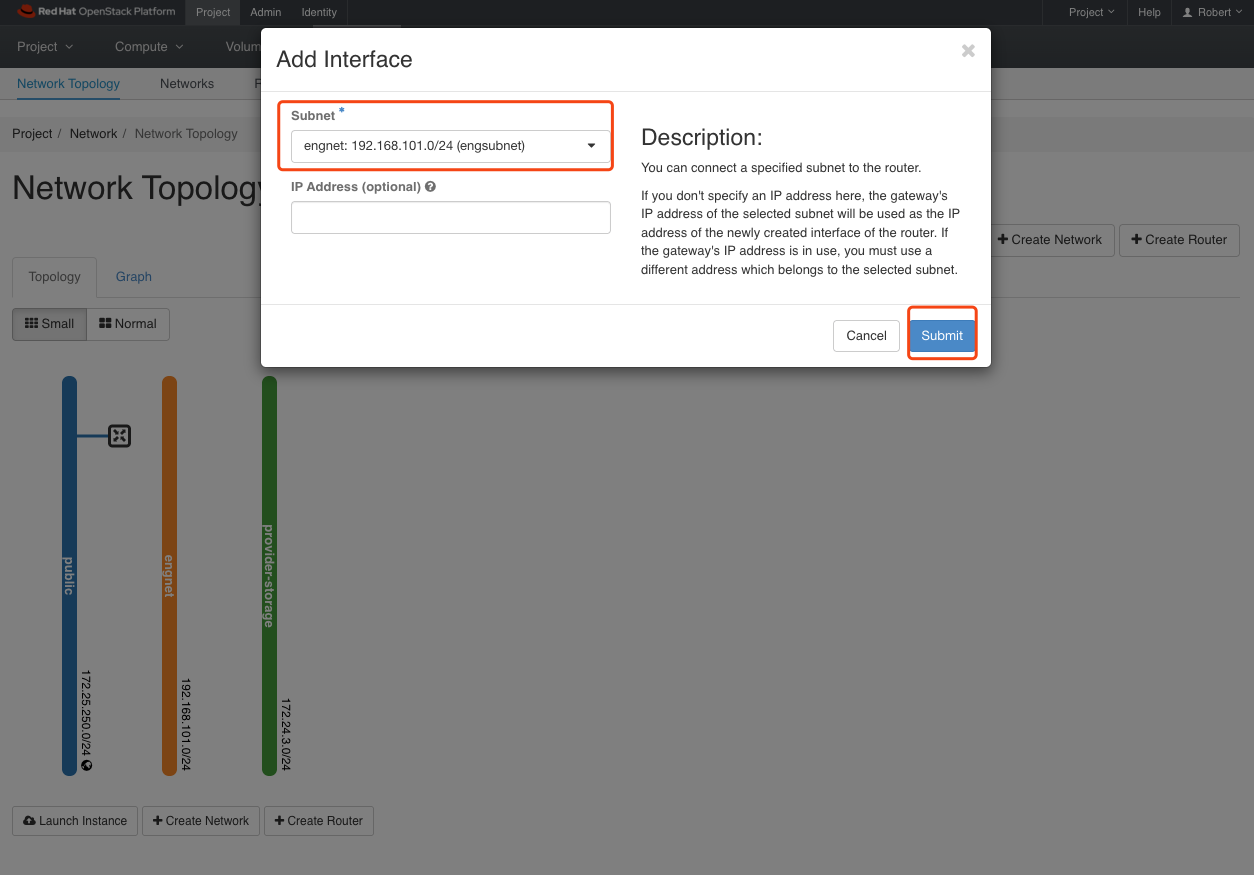 Red Hat OpenStack Platform Project Admin Identity Project Help Robert
Project Compute Volum
Network Topology Networks F
Project / Network / Network Topology
Network Topology
Create Network Create Router
Topology Graph
Small Normal
Add Interface
Subnet *
engnet: 192.168.101.0/24 (engsubnet)
IP Address (optional)
Description:
You can connect a specified subnet to the router.
If you don't specify an IP address here, the gateway's
IP address of the selected subnet will be used as the IP
address of the newly created interface of the router. If
the gateway's IP address is in use, you must use a
different address which belongs to the selected subnet.
Cancel Submit
public
172.25.250.0/24
engnet
192.168.101.0/24
provider-storage
172.24.3.0/24
Launch Instance Create Network Create Router